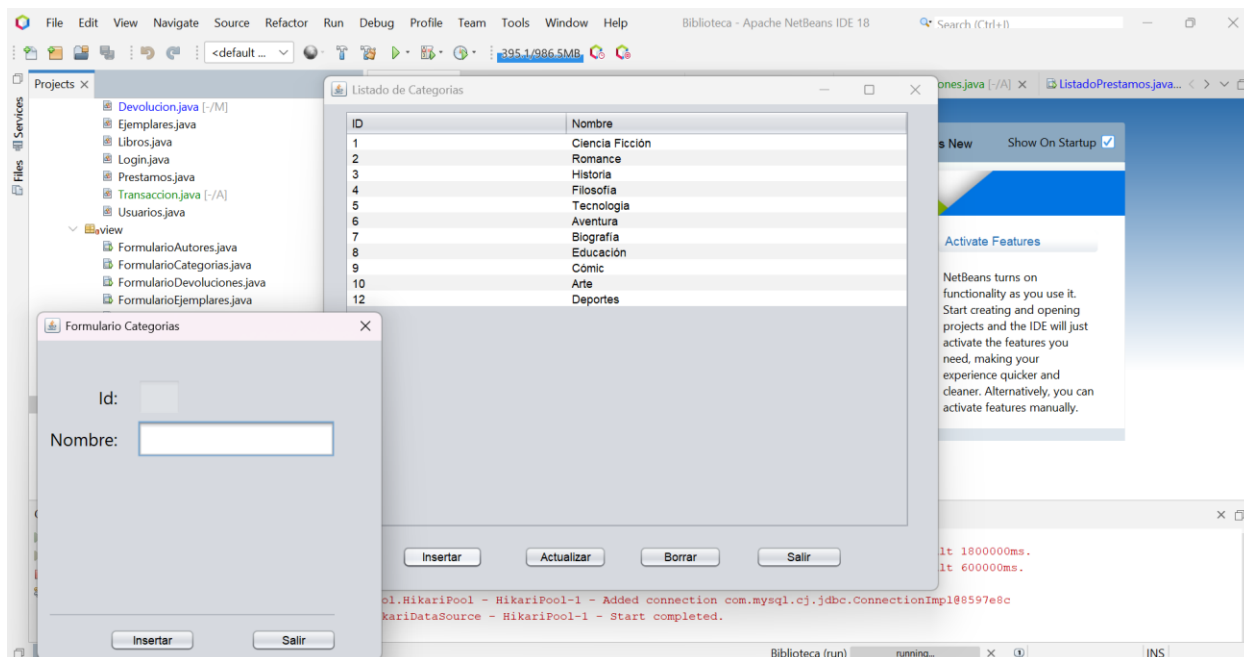 File Edit View Navigate Source Refactor Run Debug Profile Team Tools Window Help
Biblioteca - Apache NetBeans IDE 18
Search (Ctrl+I)
<default ...
395.1/986.5MB
Projects
Services
Files
Devolucion.java [-/M]
Ejemplares.java
Libros.java
Login.java
Prestamos.java
Transaccion.java [-/A]
Usuarios.java
view
FormularioAutores.java
FormularioCategorias.java
FormularioDevoluciones.java
FormularioEjemplares.java
Listado de Categorias
ID Nombre
1 Ciencia Ficción
2 Romance
3 Historia
4 Filosofía
5 Tecnologia
6 Aventura
7 Biografía
8 Educación
9 Cómic
10 Arte
12 Deportes
Insertar Actualizar Borrar Salir
Formulario Categorias
Id:
Nombre:
Insertar Salir
ones.java [-/A]
ListadoPrestamos.java...
s New
Show On Startup
Activate Features
NetBeans turns on
functionality as you use it.
Start creating and opening
projects and the IDE will just
activate the features you
need, making your
experience quicker and
cleaner. Alternatively, you can
activate features manually.
lt 1800000ms.
lt 600000ms.
ol.HikariPool - HikariPool-1 - Added connection com.mysql.cj.jdbc.ConnectionImpl@8597e8c
kariDataSource - HikariPool-1 - Start completed.
Biblioteca (run) running... INS